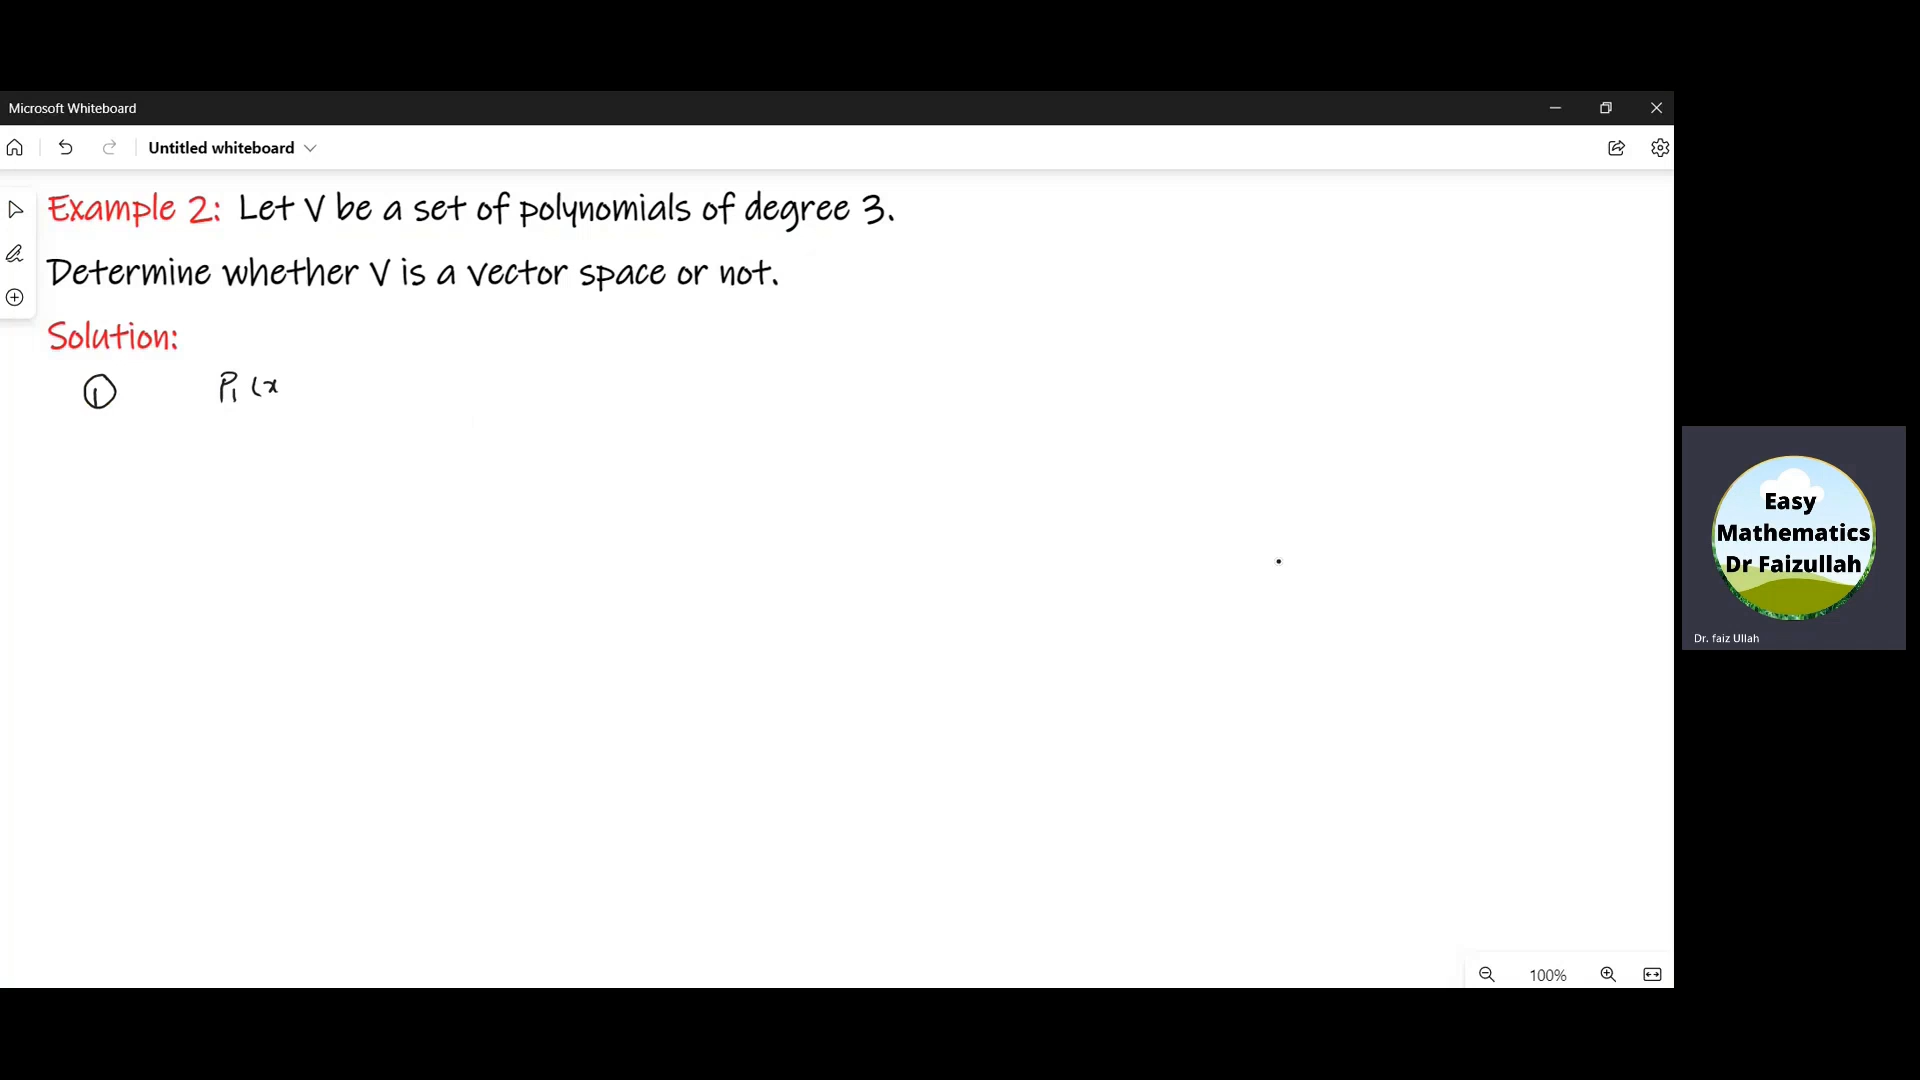 Microsoft Whiteboard
Untitled whiteboard
Example 2: Let V be a set of polynomials of degree 3.
Determine whether V is a vector space or not.
Solution:
① P₁ (x
Easy
Mathematics
Dr Faizullah
Dr. faiz Ullah
100%